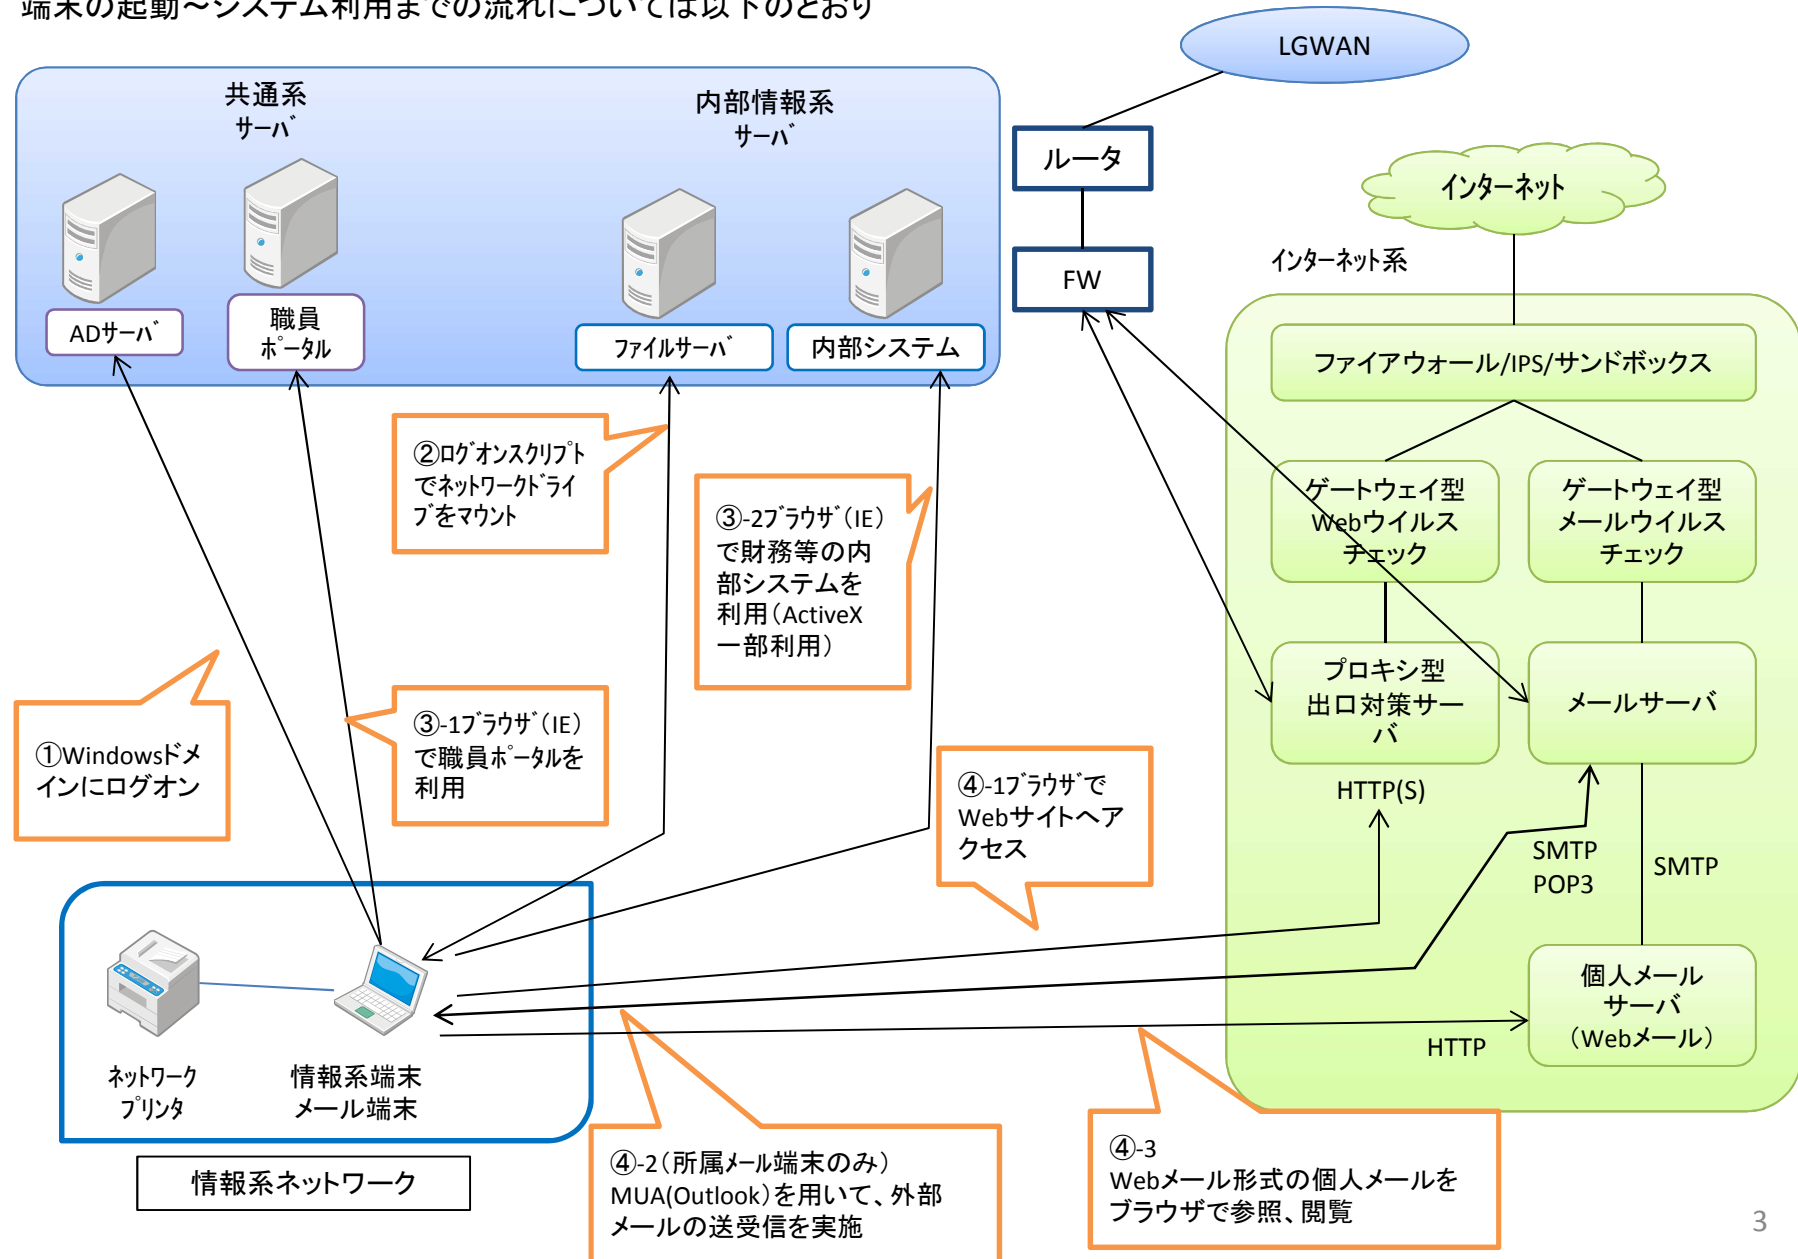 端末の起動～システム利用までの流れについては以下のとおり
LGWAN
共通系
サーバ
内部情報系
サーバ
ルータ
インターネット
FW
インターネット系
ADサーバ
職員
ポータル
ファイルサーバ
内部システム
ファイアウォール/IPS/サンドボックス
②ログオンスクリプト
でネットワークドライ
ブをマウント
③-2ブラウザ（IE）
で財務等の内
部システムを
利用（ActiveX
一部利用）
ゲートウェイ型
Webウイルス
チェック
ゲートウェイ型
メールウイルス
チェック
プロキシ型
出口対策サー
バ
メールサーバ
①Windowsドメ
インにログオン
③-1ブラウザ（IE）
で職員ポータルを
利用
④-1ブラウザで
Webサイトへア
クセス
HTTP(S)
SMTP
POP3
SMTP
個人メール
サーバ
（Webメール）
HTTP
ネットワーク
プリンタ
情報系端末
メール端末
情報系ネットワーク
④-2（所属メール端末のみ）
MUA(Outlook）を用いて、外部
メールの送受信を実施
④-3
Webメール形式の個人メールを
ブラウザで参照、閲覧
3